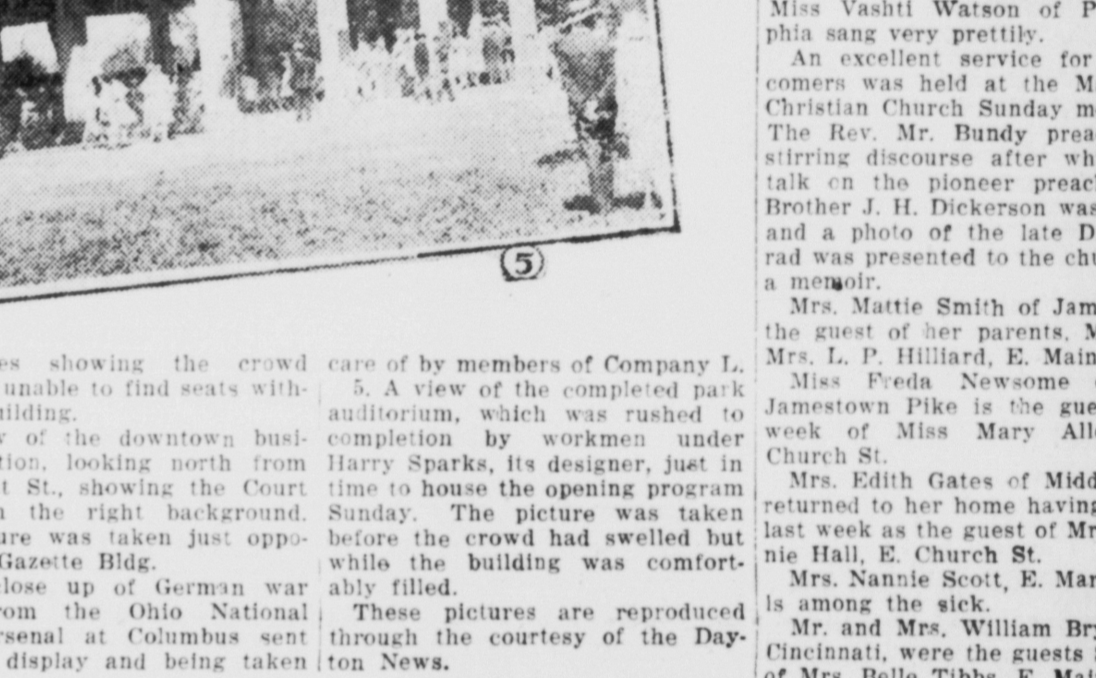 5
es showing the crowd
unable to find seats with-
uilding.
of the downtown busi-
tion, looking north from
t St., showing the Court
the right background.
ure was taken just oppo-
Gazette Bldg.
close up of German war
rom the Ohio National
rsenal at Columbus sent
display and being taken
care of by members of Company L.
5. A view of the completed park
auditorium, which was rushed to
completion by workmen under
Harry Sparks, its designer, just in
time to house the opening program
Sunday. The picture was taken
before the crowd had swelled but
while the building was comfort-
ably filled.
These pictures are reproduced
through the courtesy of the Day-
ton News.
Miss Vashti Watson of P
phia sang very prettily.
An excellent service for
comers was held at the M
Christian Church Sunday m
The Rev. Mr. Bundy prea
stirring discourse after wh
talk on the pioneer preac
Brother J. H. Dickerson was
and a photo of the late D
rad was presented to the chu
a memoir.
Mrs. Mattie Smith of Jam
the guest of her parents, M
Mrs. L. P. Hilliard, E. Main
Miss Freda Newsome
Jamestown Pike is the gue
week of Miss Mary All
Church St.
Mrs. Edith Gates of Midd
returned to her home having
last week as the guest of Mr
nie Hall, E. Church St.
Mrs. Nannie Scott, E. Mar
is among the sick.
Mr. and Mrs. William Bry
Cincinnati, were the guests
of Mrs. Belle Tibbs, E. Mai